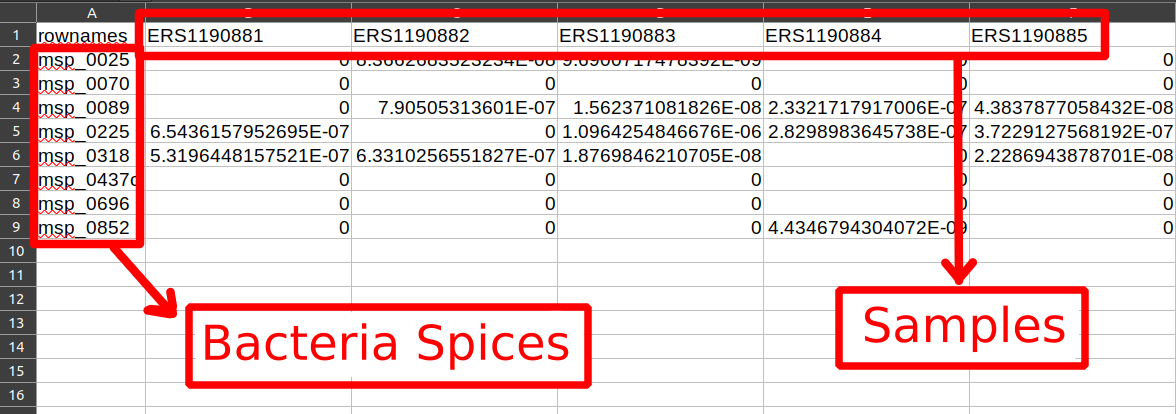 A
1 rownames ERS1190881 ERS1190882 ERS1190883 ERS1190884 ERS1190885
2 msp_0025 0 0
3 msp_0070 0 0 0 0 0
4 msp_0089 0 7.90505313601E-07 1.562371081826E-08 2.3321717917006E-07 4.3837877058432E-08
5 msp_0225 6.5436157952695E-07 0 1.0964254846676E-06 2.8298983645738E-07 3.7229127568192E-07
6 msp_0318 5.3196448157521E-07 6.3310256551827E-07 1.8769846210705E-08 0 2.2286943878701E-08
7 msp_0437c 0 0 0 0 0
8 msp_0696 0 0 0 0 0
9 msp_0852 0 0 0 4.4346794304072E-09 0
10
11
12
13
14
15
16
Bacteria Spices
Samples